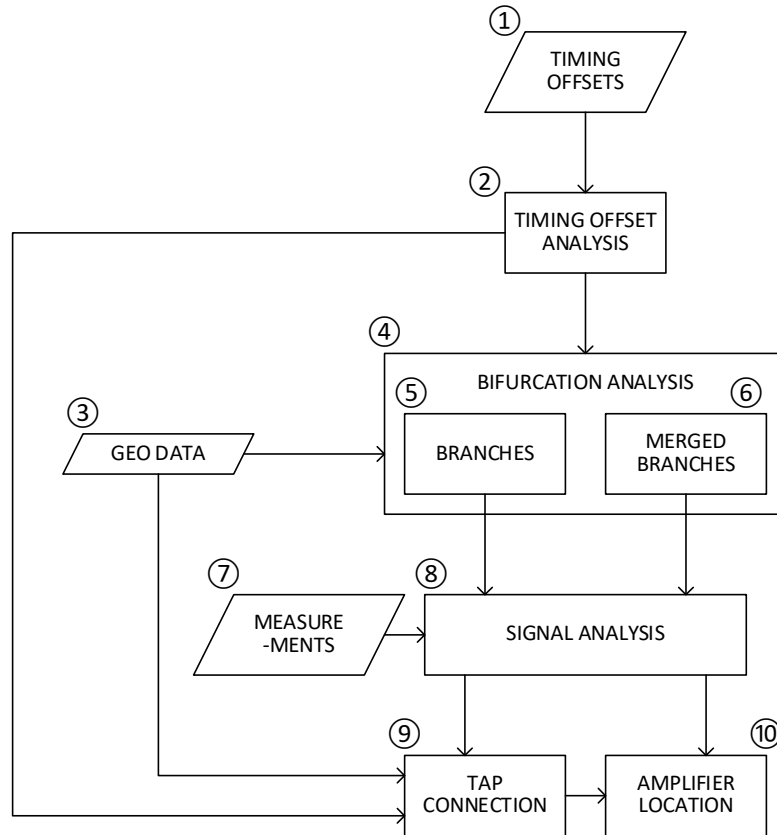 ①
TIMING
OFFSETS
②
TIMING OFFSET
ANALYSIS
④
BIFURCATION ANALYSIS
⑤
⑥
③
GEO DATA
BRANCHES
MERGED
BRANCHES
⑦
⑧
MEASURE
-MENTS
SIGNAL ANALYSIS
⑨
⑩
TAP
CONNECTION
AMPLIFIER
LOCATION